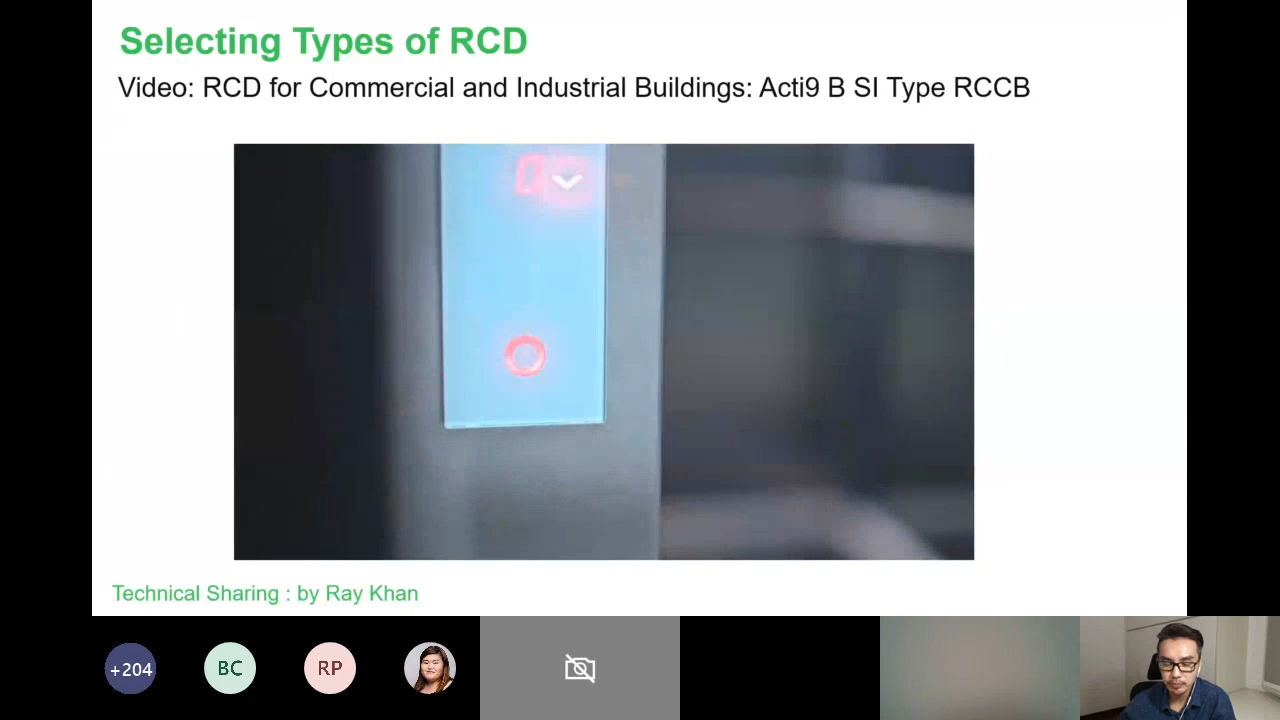 Selecting Types of RCD
Video: RCD for Commercial and Industrial Buildings: Acti9 B SI Type RCCB
Technical Sharing : by Ray Khan
+204
BC
RP